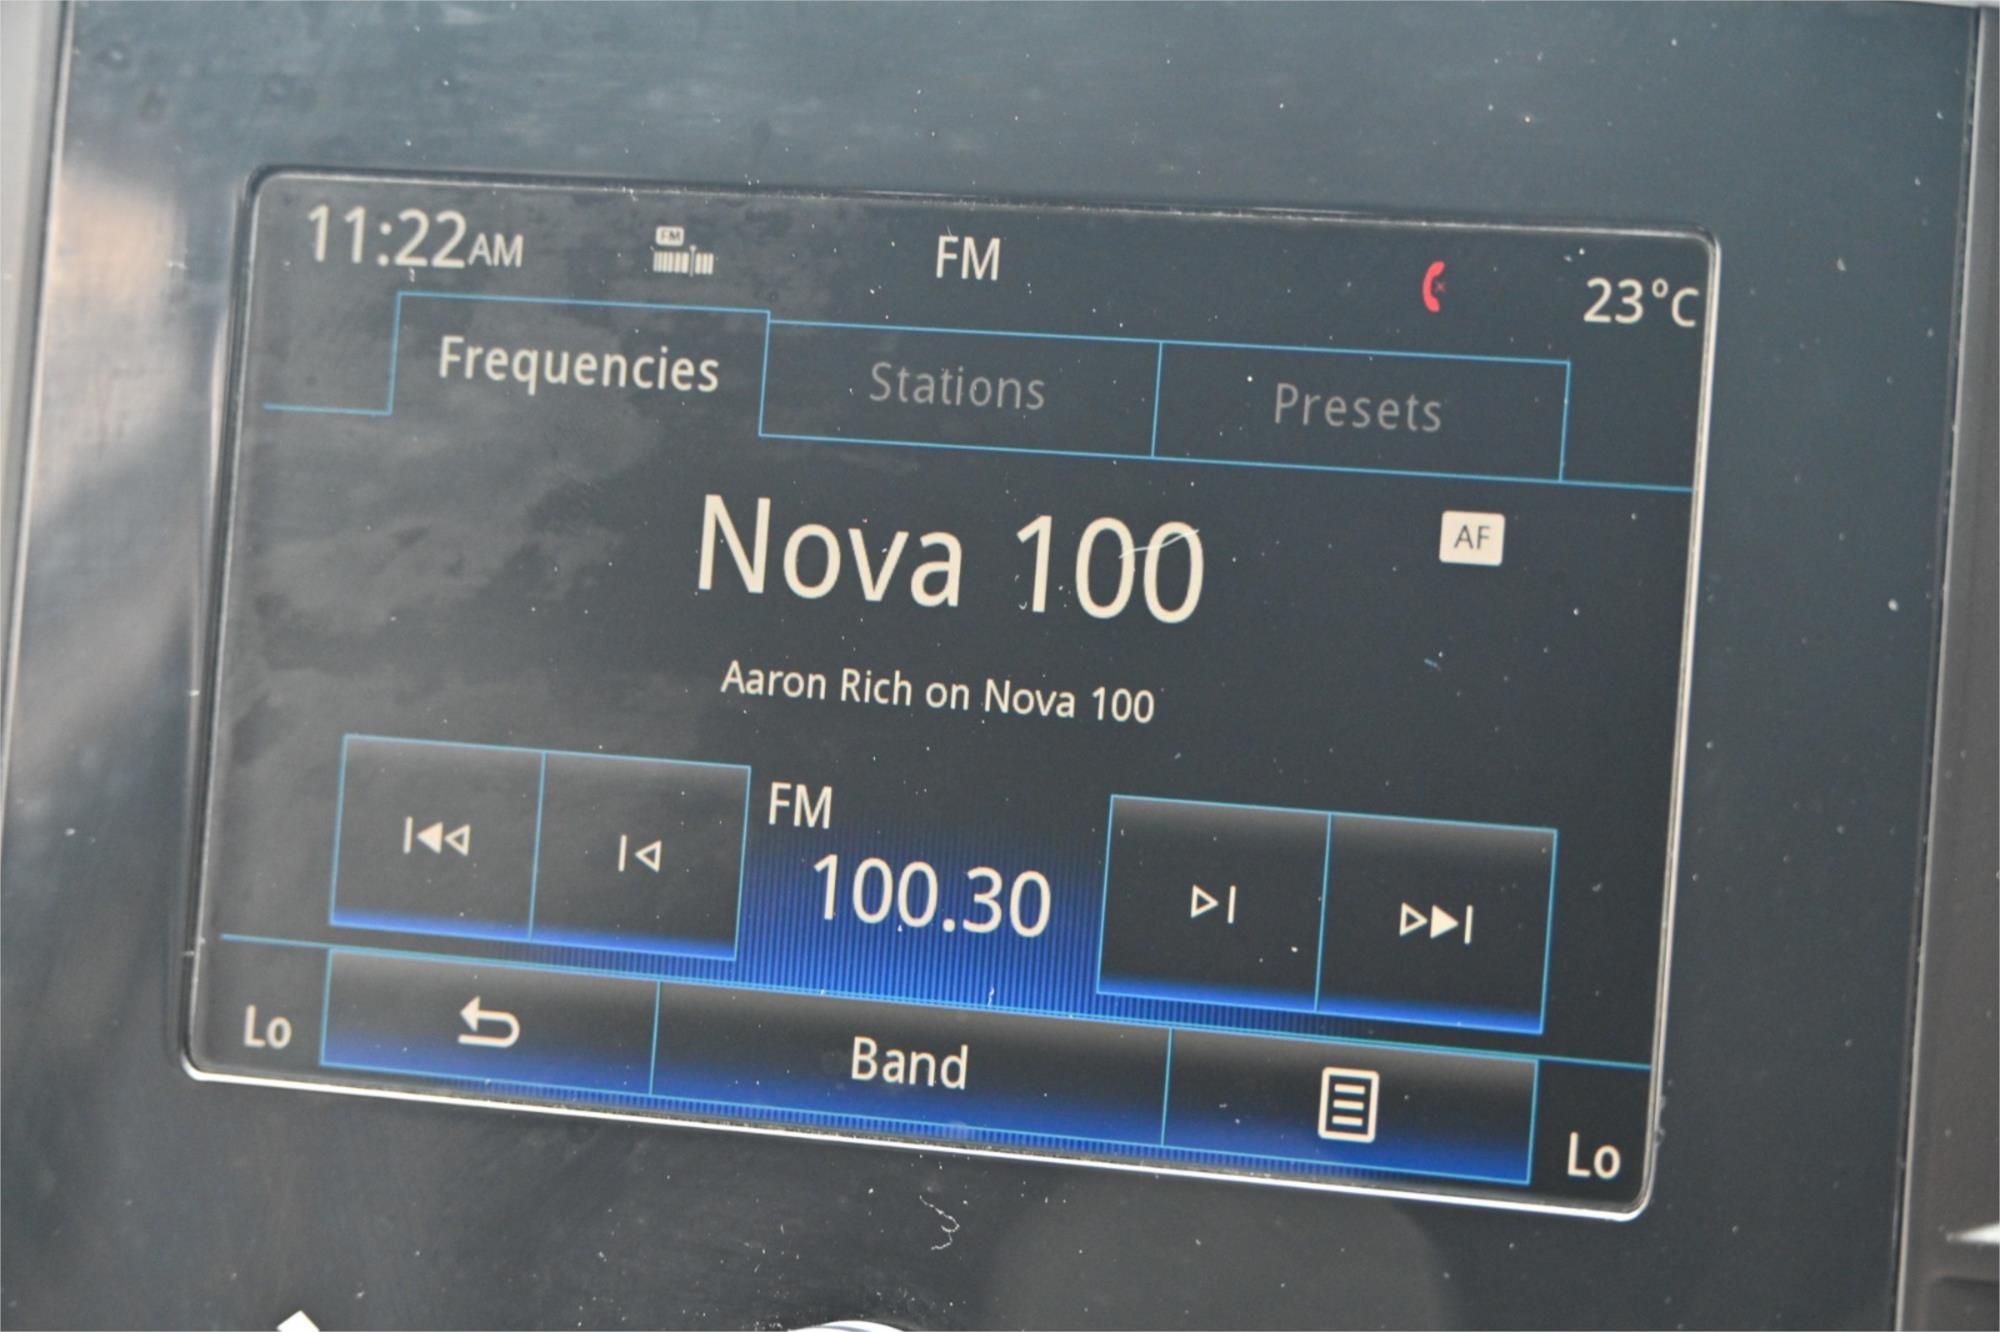 11:22AM FM FM 23°C
Frequencies Stations Presets
Nova 100 AF
Aaron Rich on Nova 100
FM
100.30
Lo Band Lo